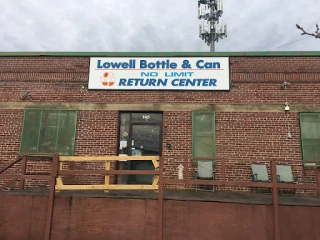 Lowell Bottle & Can
NO LIMIT
RETURN CENTER